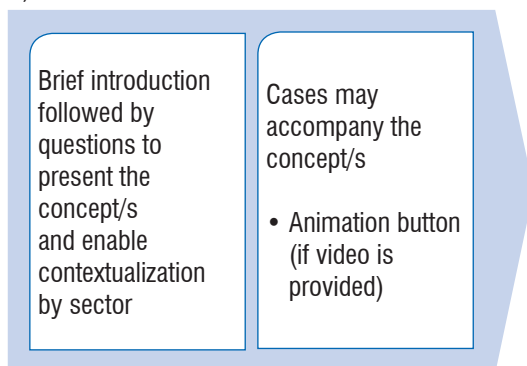 Brief introduction
followed by
questions to
present the
concept/s
and enable
contextualization
by sector
Cases may
accompany the
concept/s
• Animation button
(if video is
provided)